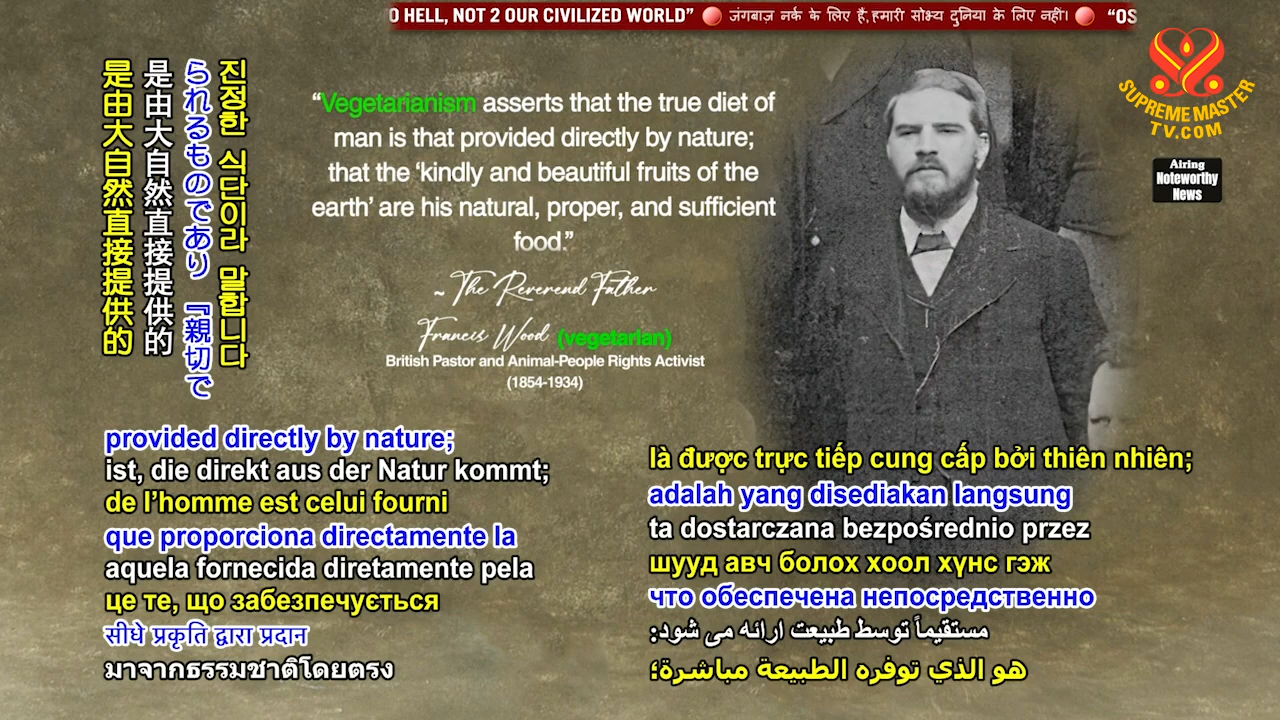 O HELL, NOT 2 OUR CIVILIZED WORLD” जंगबाज़ नर्क के लिए हैं, हमारी सोभ्य दुनिया के लिए नहीं। “OS
SUPREME MASTER
TV.COM
Airing
Noteworthy
News
“Vegetarianism asserts that the true diet of
man is that provided directly by nature;
that the ‘kindly and beautiful fruits of the
earth’ are his natural, proper, and sufficient
food.”
~ The Reverend Father
Francis Wood (vegetarian)
British Pastor and Animal-People Rights Activist
(1854-1934)
진정한 식단이라 말합니다
られるものであり『親切で
是由大自然直接提供的
是由大自然直接提供的
provided directly by nature;
ist, die direkt aus der Natur kommt;
de l’homme est celui fourni
que proporciona directamente la
aquela fornecida diretamente pela
це те, що забезпечується
सीधे प्रकृति द्वारा प्रदान
มาจากธรรมชาติโดยตรง
là được trực tiếp cung cấp bởi thiên nhiên;
adalah yang disediakan langsung
ta dostarczana bezpośrednio przez
шууд авч болох хоол хүнс гэж
что обеспечена непосредственно
مستقیماً توسط طبیعت ارائه می شود:
هو الذي توفره الطبيعة مباشرة؛